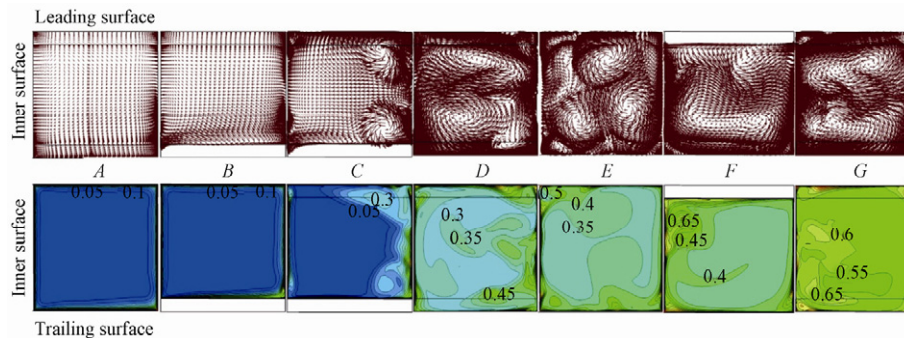 Leading surface
Inner surface
A B C D E F G
0.05 0.1 0.05 0.1 0.3 0.05 0.3 0.35 0.45 0.5 0.4 0.35 0.65 0.45 0.4 0.6 0.55 0.65
Inner surface
Trailing surface